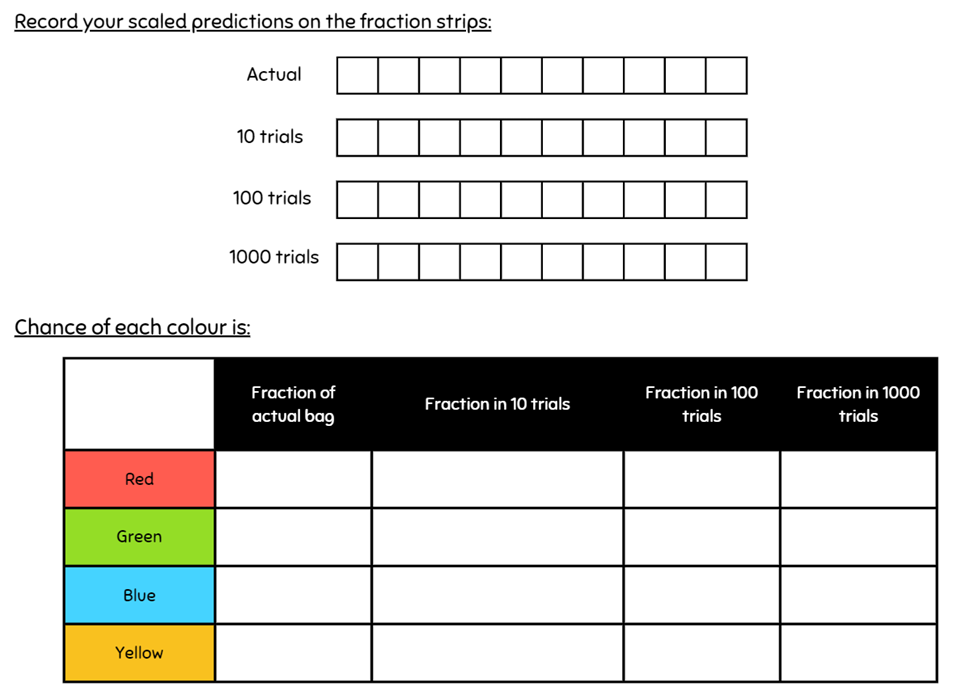 Record your scaled predictions on the fraction strips:
Actual
10 trials
100 trials
1000 trials
Chance of each colour is:
Fraction of
actual bag
Fraction in 10 trials
Fraction in 100
trials
Fraction in 1000
trials
Red
Green
Blue
Yellow